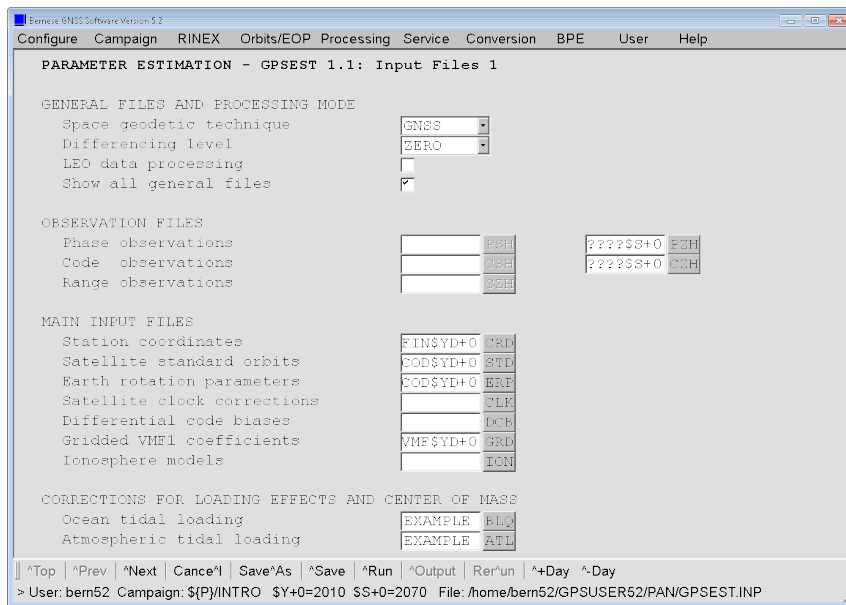 Bernese GNSS Software Version 5.2
Configure Campaign RINEX Orbits/EOP Processing Service Conversion BPE User Help
PARAMETER ESTIMATION - GPSEST 1.1: Input Files 1
GENERAL FILES AND PROCESSING MODE
Space geodetic technique GNSS
Differencing level ZERO
LEO data processing
Show all general files
OBSERVATION FILES
Phase observations PSH ????$S+0 PZH
Code observations CSH ????$S+0 CZH
Range observations CZH
MAIN INPUT FILES
Station coordinates FIN$YD+0 CRD
Satellite standard orbits COD$YD+0 STD
Earth rotation parameters COD$YD+0 ERP
Satellite clock corrections CLK
Differential code biases DCB
Gridded VMF1 coefficients VMF$YD+0 GRD
Ionosphere models ION
CORRECTIONS FOR LOADING EFFECTS AND CENTER OF MASS
Ocean tidal loading EXAMPLE BLQ
Atmospheric tidal loading EXAMPLE ATL
^Top ^Prev ^Next Cance^l Save^As ^Save ^Run ^Output Rer^un ^+Day ^-Day
> User: bern52 Campaign: ${P}/INTRO $Y+0=2010 $S+0=2070 File: /home/bern52/GPSUSER52/PAN/GPSEST.INP